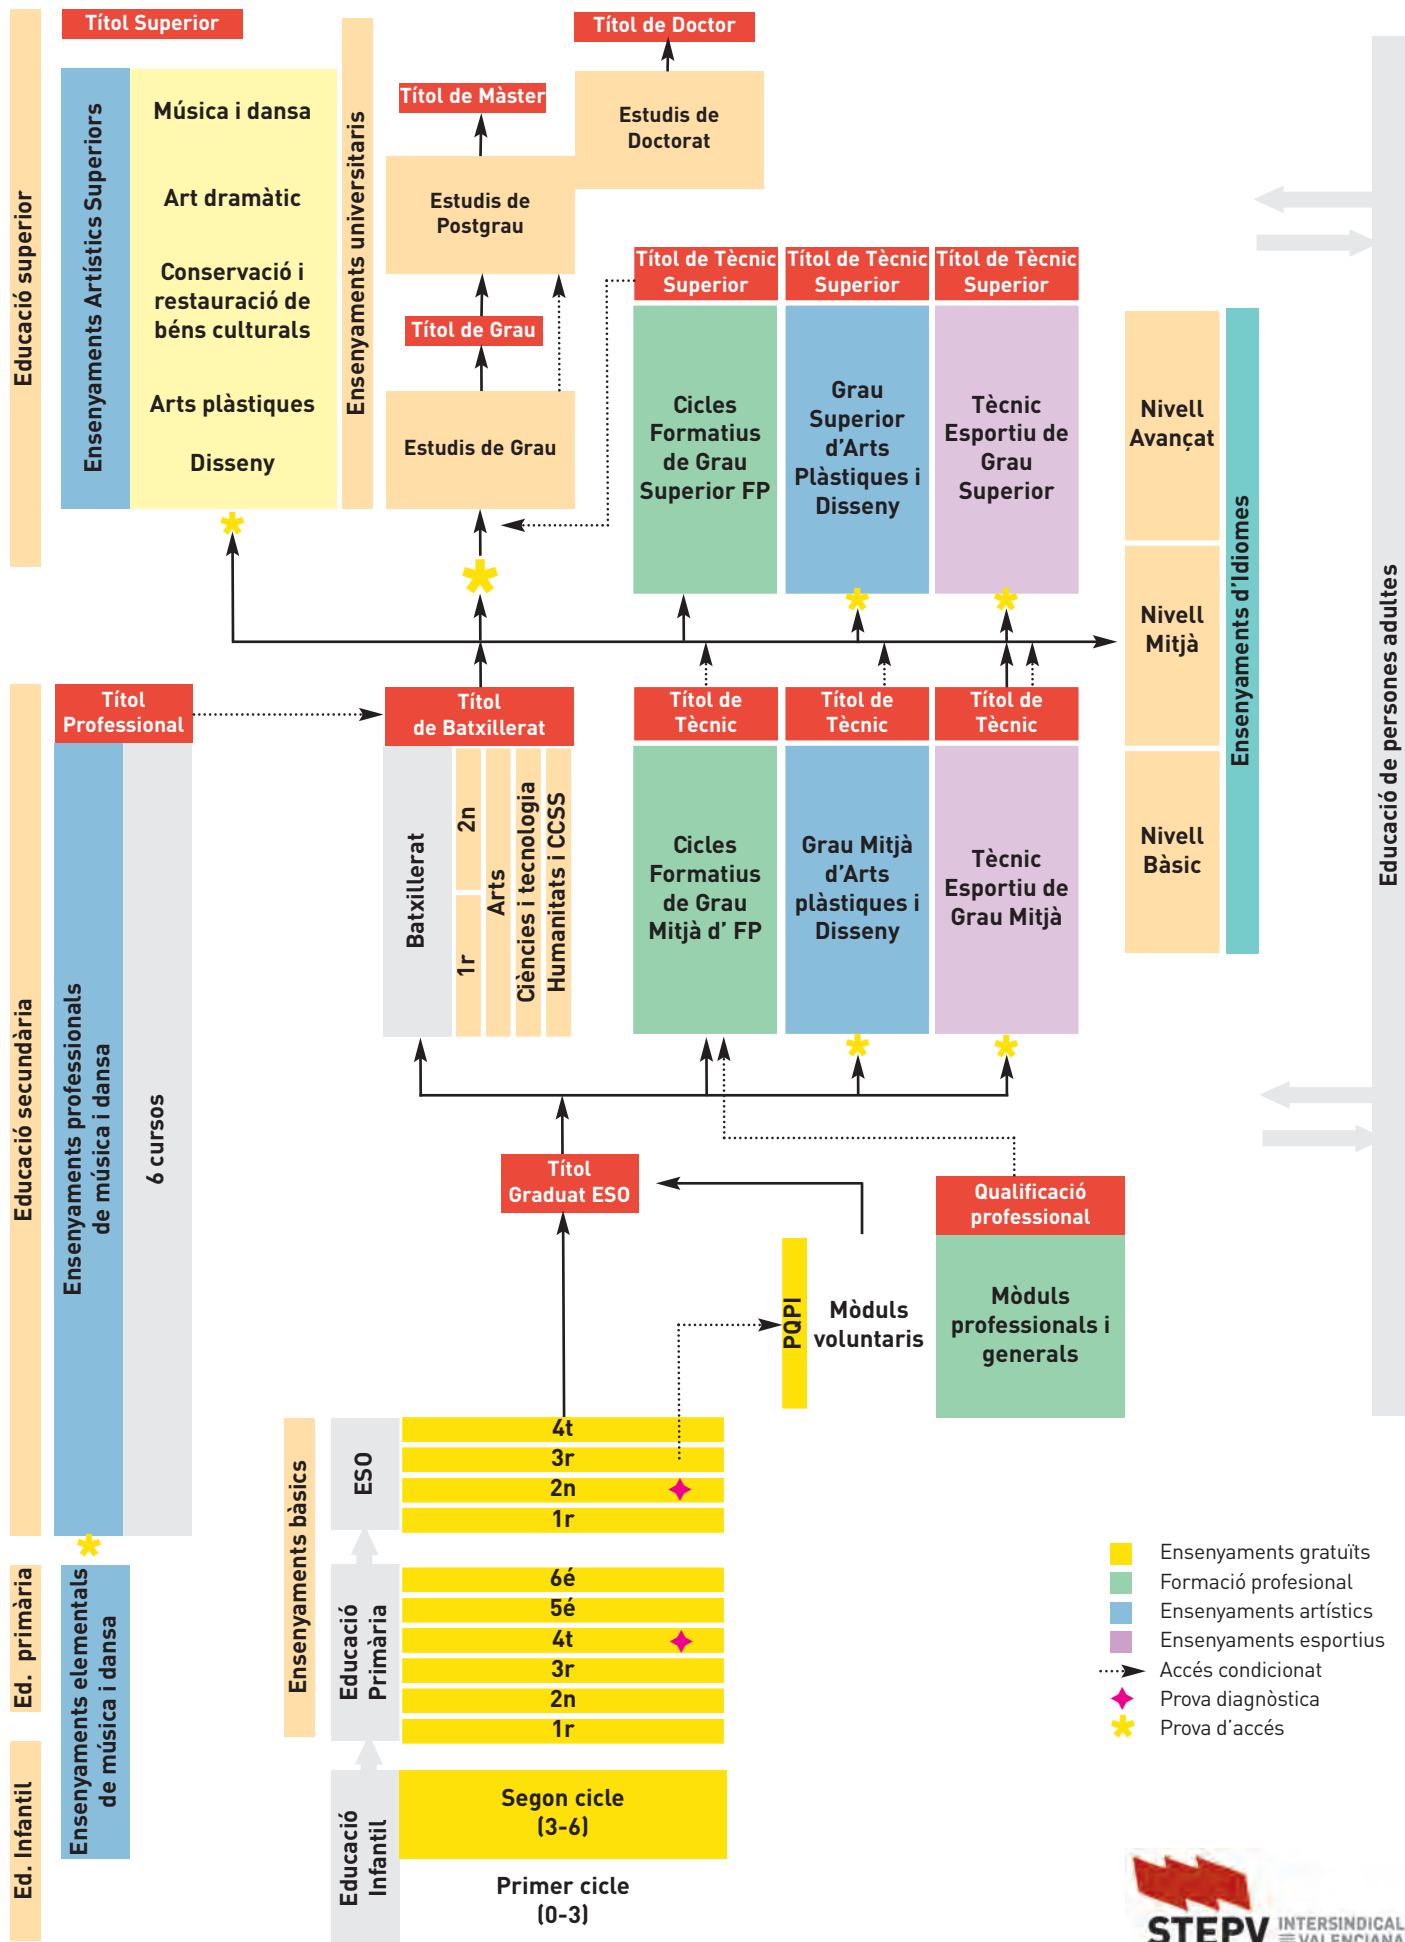 Títol Superior
Títol de Doctor
Educació superior
Ensenyaments Artístics Superiors
Música i dansa
Art dramàtic
Conservació i
restauració de
béns culturals
Arts plàstiques
Disseny
Ensenyaments universitaris
Títol de Màster
Estudis de
Doctorat
Estudis de
Postgrau
Títol de Grau
Estudis de Grau
Títol de Tècnic
Superior
Títol de Tècnic
Superior
Títol de Tècnic
Superior
Cicles
Formatius
de Grau
Superior FP
Grau
Superior
d'Arts
Plàstiques i
Disseny
Tècnic
Esportiu de
Grau
Superior
Nivell
Avançat
Nivell
Mitjà
Nivell
Bàsic
Ensenyaments d'Idiomes
Educació de persones adultes
Educació secundària
Títol
Professional
Ensenyaments professionals
de música i dansa
6 cursos
Títol
de Batxillerat
Batxillerat
2n
1r
Arts
Ciències i tecnologia
Humanitats i CCSS
Títol de
Tècnic
Títol de
Tècnic
Títol de
Tècnic
Cicles
Formatius
de Grau
Mitjà d' FP
Grau Mitjà
d'Arts
plàstiques i
Disseny
Tècnic
Esportiu de
Grau Mitjà
Títol
Graduat ESO
Qualificació
professional
PQPI
Mòduls
voluntaris
Mòduls
professionals i
generals
Ensenyaments bàsics
ESO
4t
3r
2n
1r
Ed. primària
Ensenyaments elementals
de música i dansa
Educació
Primària
6é
5é
4t
3r
2n
1r
Ed. Infantil
Educació
Infantil
Segon cicle
(3-6)
Primer cicle
(0-3)
Ensenyaments gratuïts
Formació profesional
Ensenyaments artístics
Ensenyaments esportius
Accés condicionat
Prova diagnòstica
Prova d'accés
STEPV
INTERSINDICAL
VALENCIANA